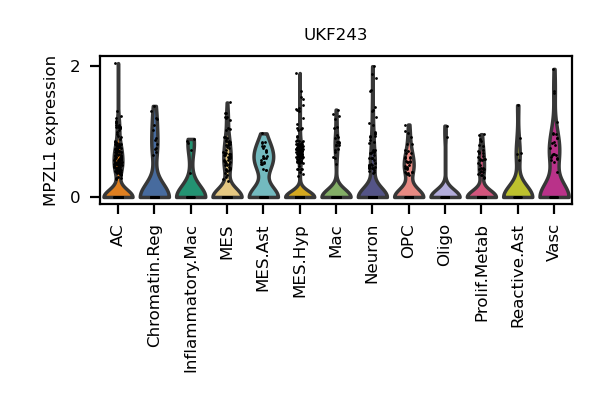 UKF243
MPZL1 expression
2
0
AC
Chromatin.Reg
Inflammatory.Mac
MES
MES.Ast
MES.Hyp
Mac
Neuron
OPC
Oligo
Prolif.Metab
Reactive.Ast
Vasc